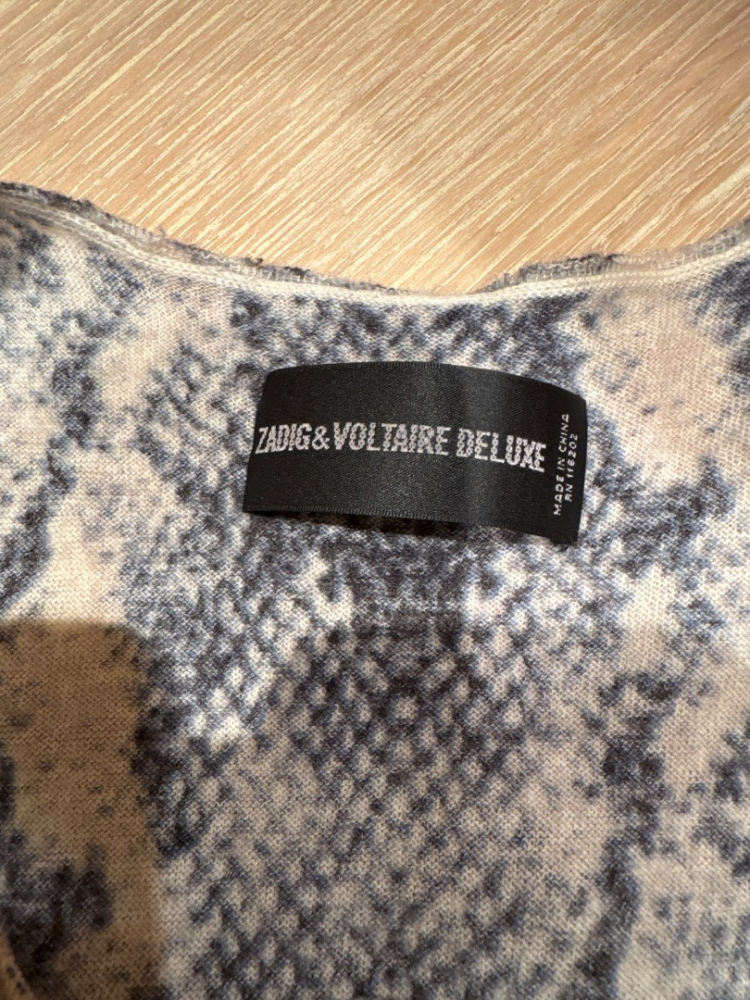 ZADIG&VOLTAIRE DELUXE
MADE IN CHINA
RN 116202